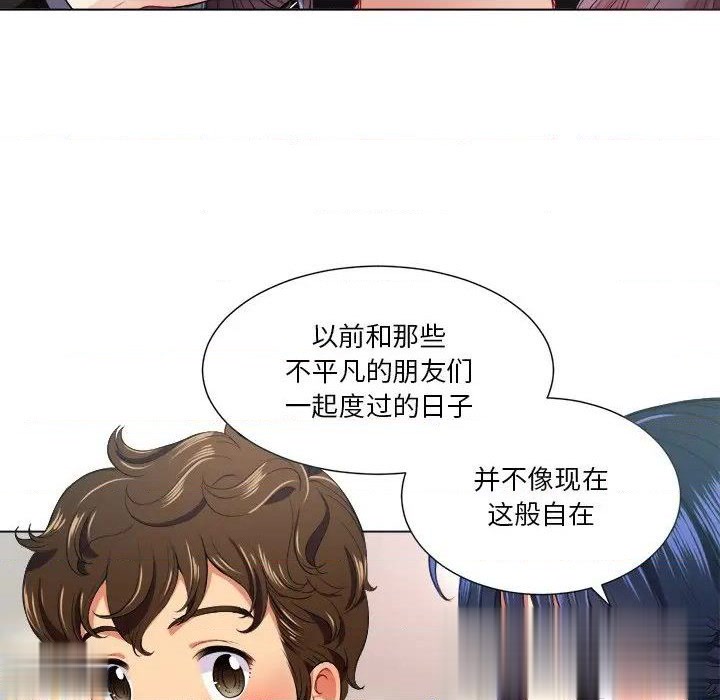 以前和那些
不平凡的朋友们
一起度过的日子
并不像现在
这般自在